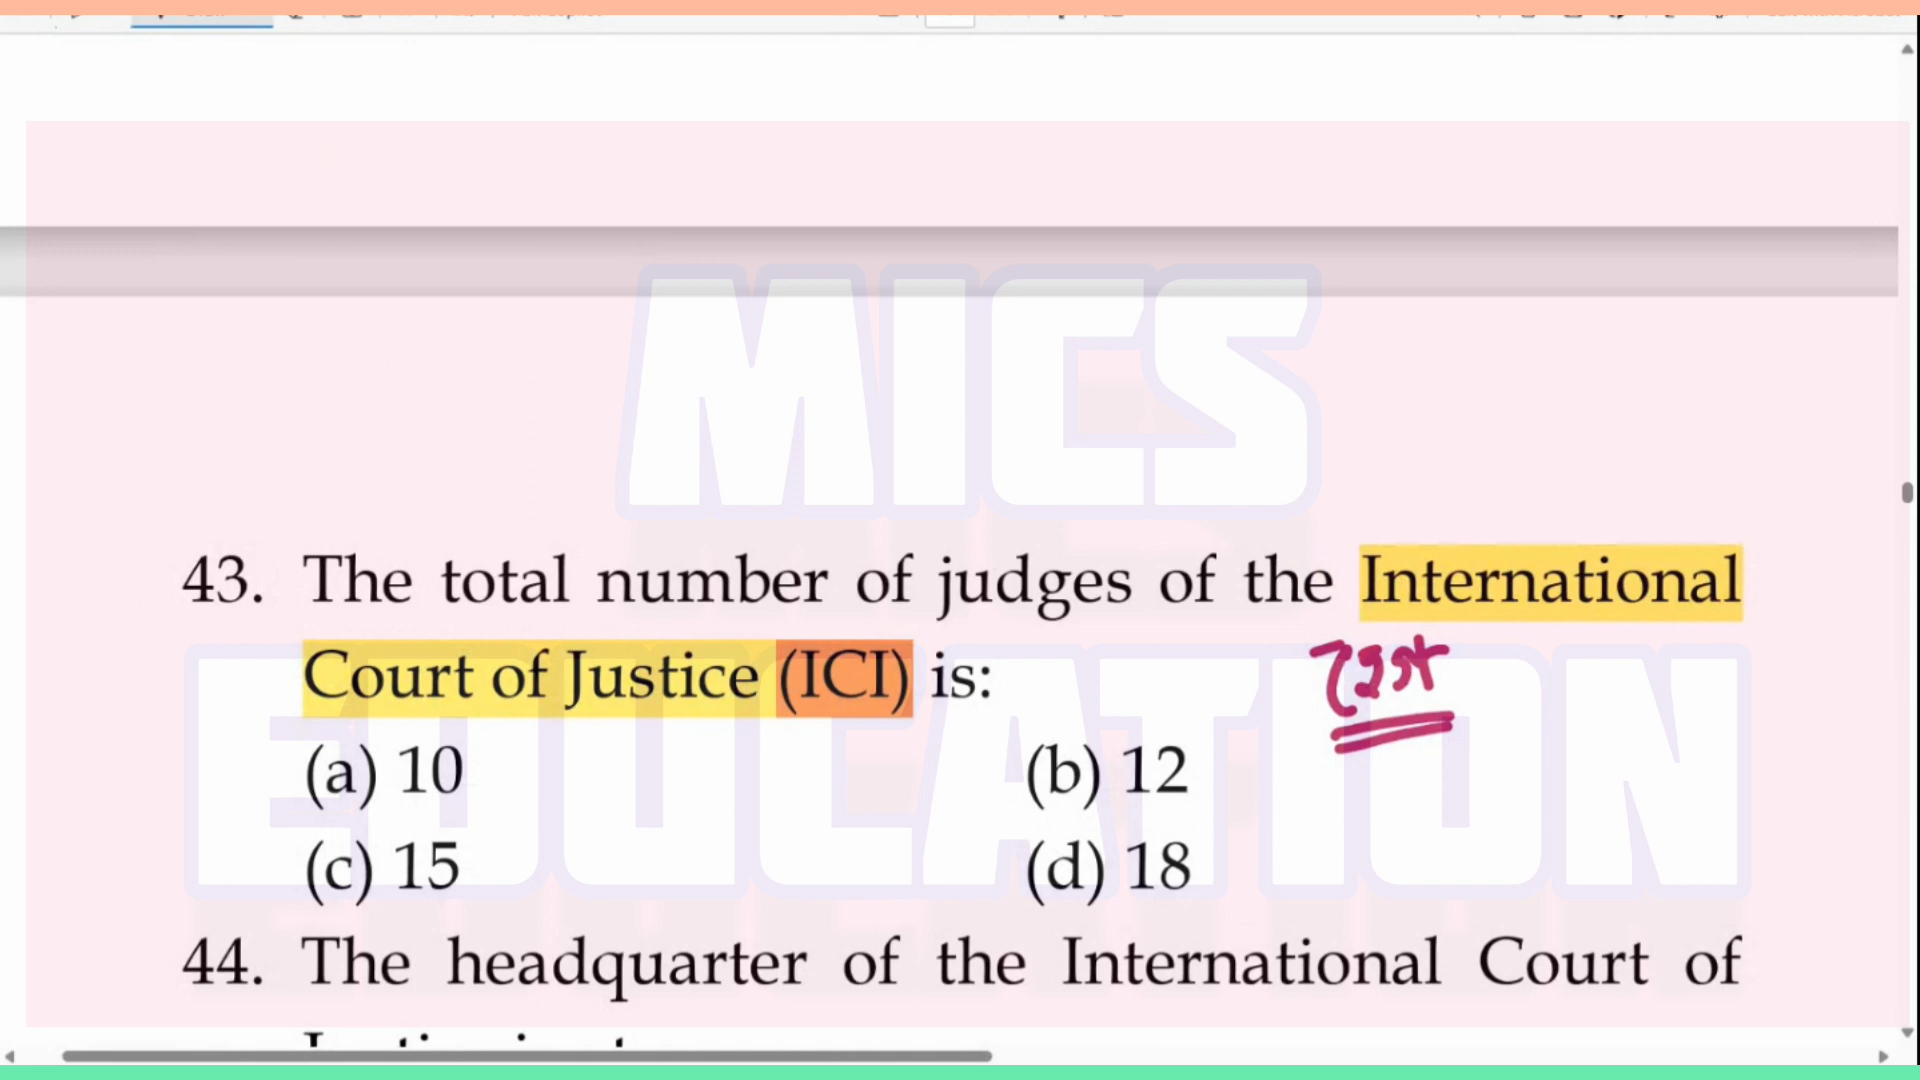 MICS
EDUCATION
43. The total number of judges of the International
Court of Justice (ICI) is:
(a) 10 (b) 12
(c) 15 (d) 18
44. The headquarter of the International Court of